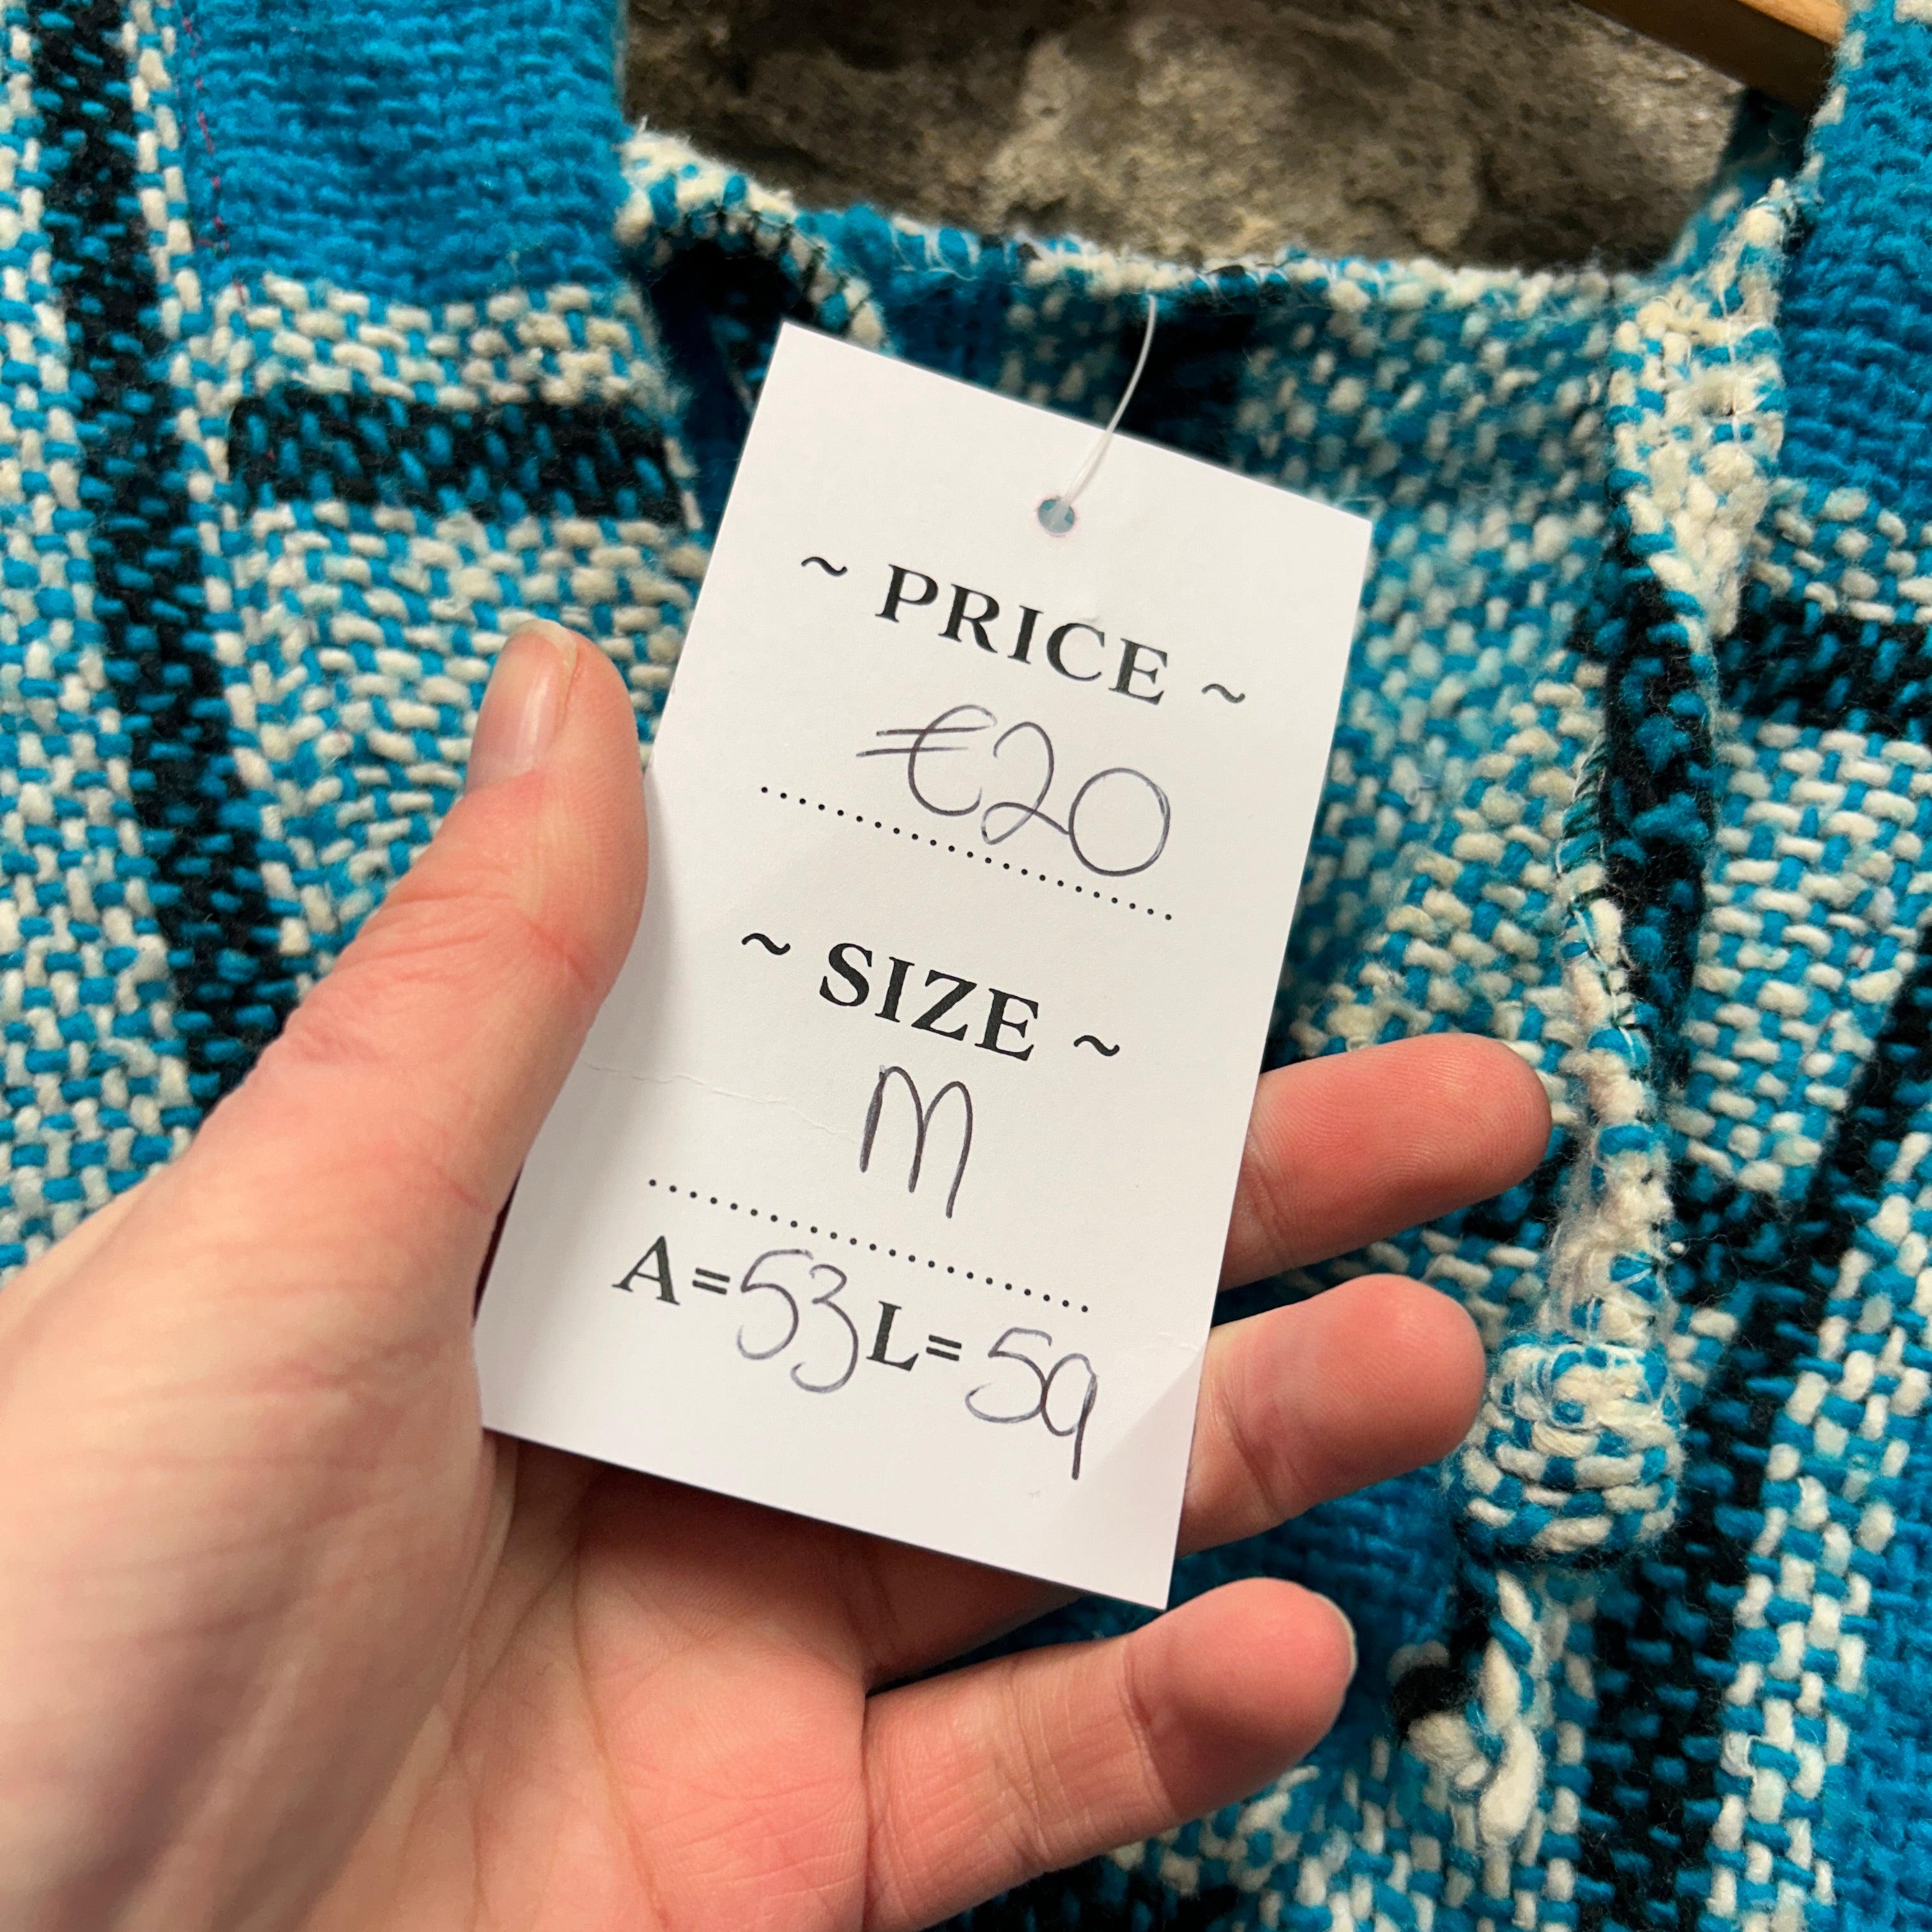 ~ PRICE ~
€20
~ SIZE ~
M
A=53 L=59